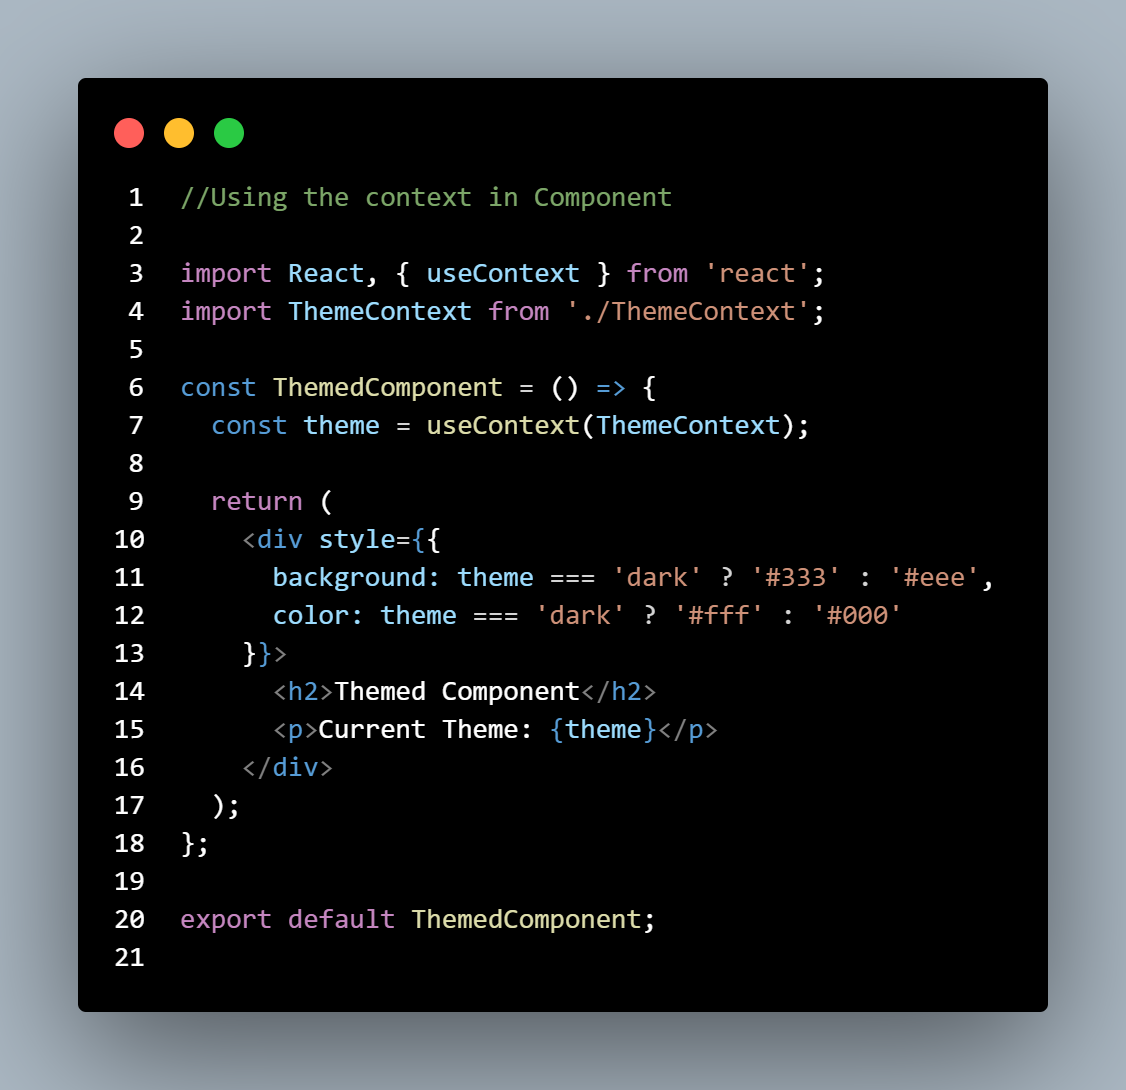 1 //Using the context in Component
2
3 import React, { useContext } from 'react';
4 import ThemeContext from './ThemeContext';
5
6 const ThemedComponent = () => {
7   const theme = useContext(ThemeContext);
8
9   return (
10     <div style={{
11       background: theme === 'dark' ? '#333' : '#eee',
12       color: theme === 'dark' ? '#fff' : '#000'
13     }}>
14       <h2>Themed Component</h2>
15       <p>Current Theme: {theme}</p>
16     </div>
17   );
18 };
19
20 export default ThemedComponent;
21